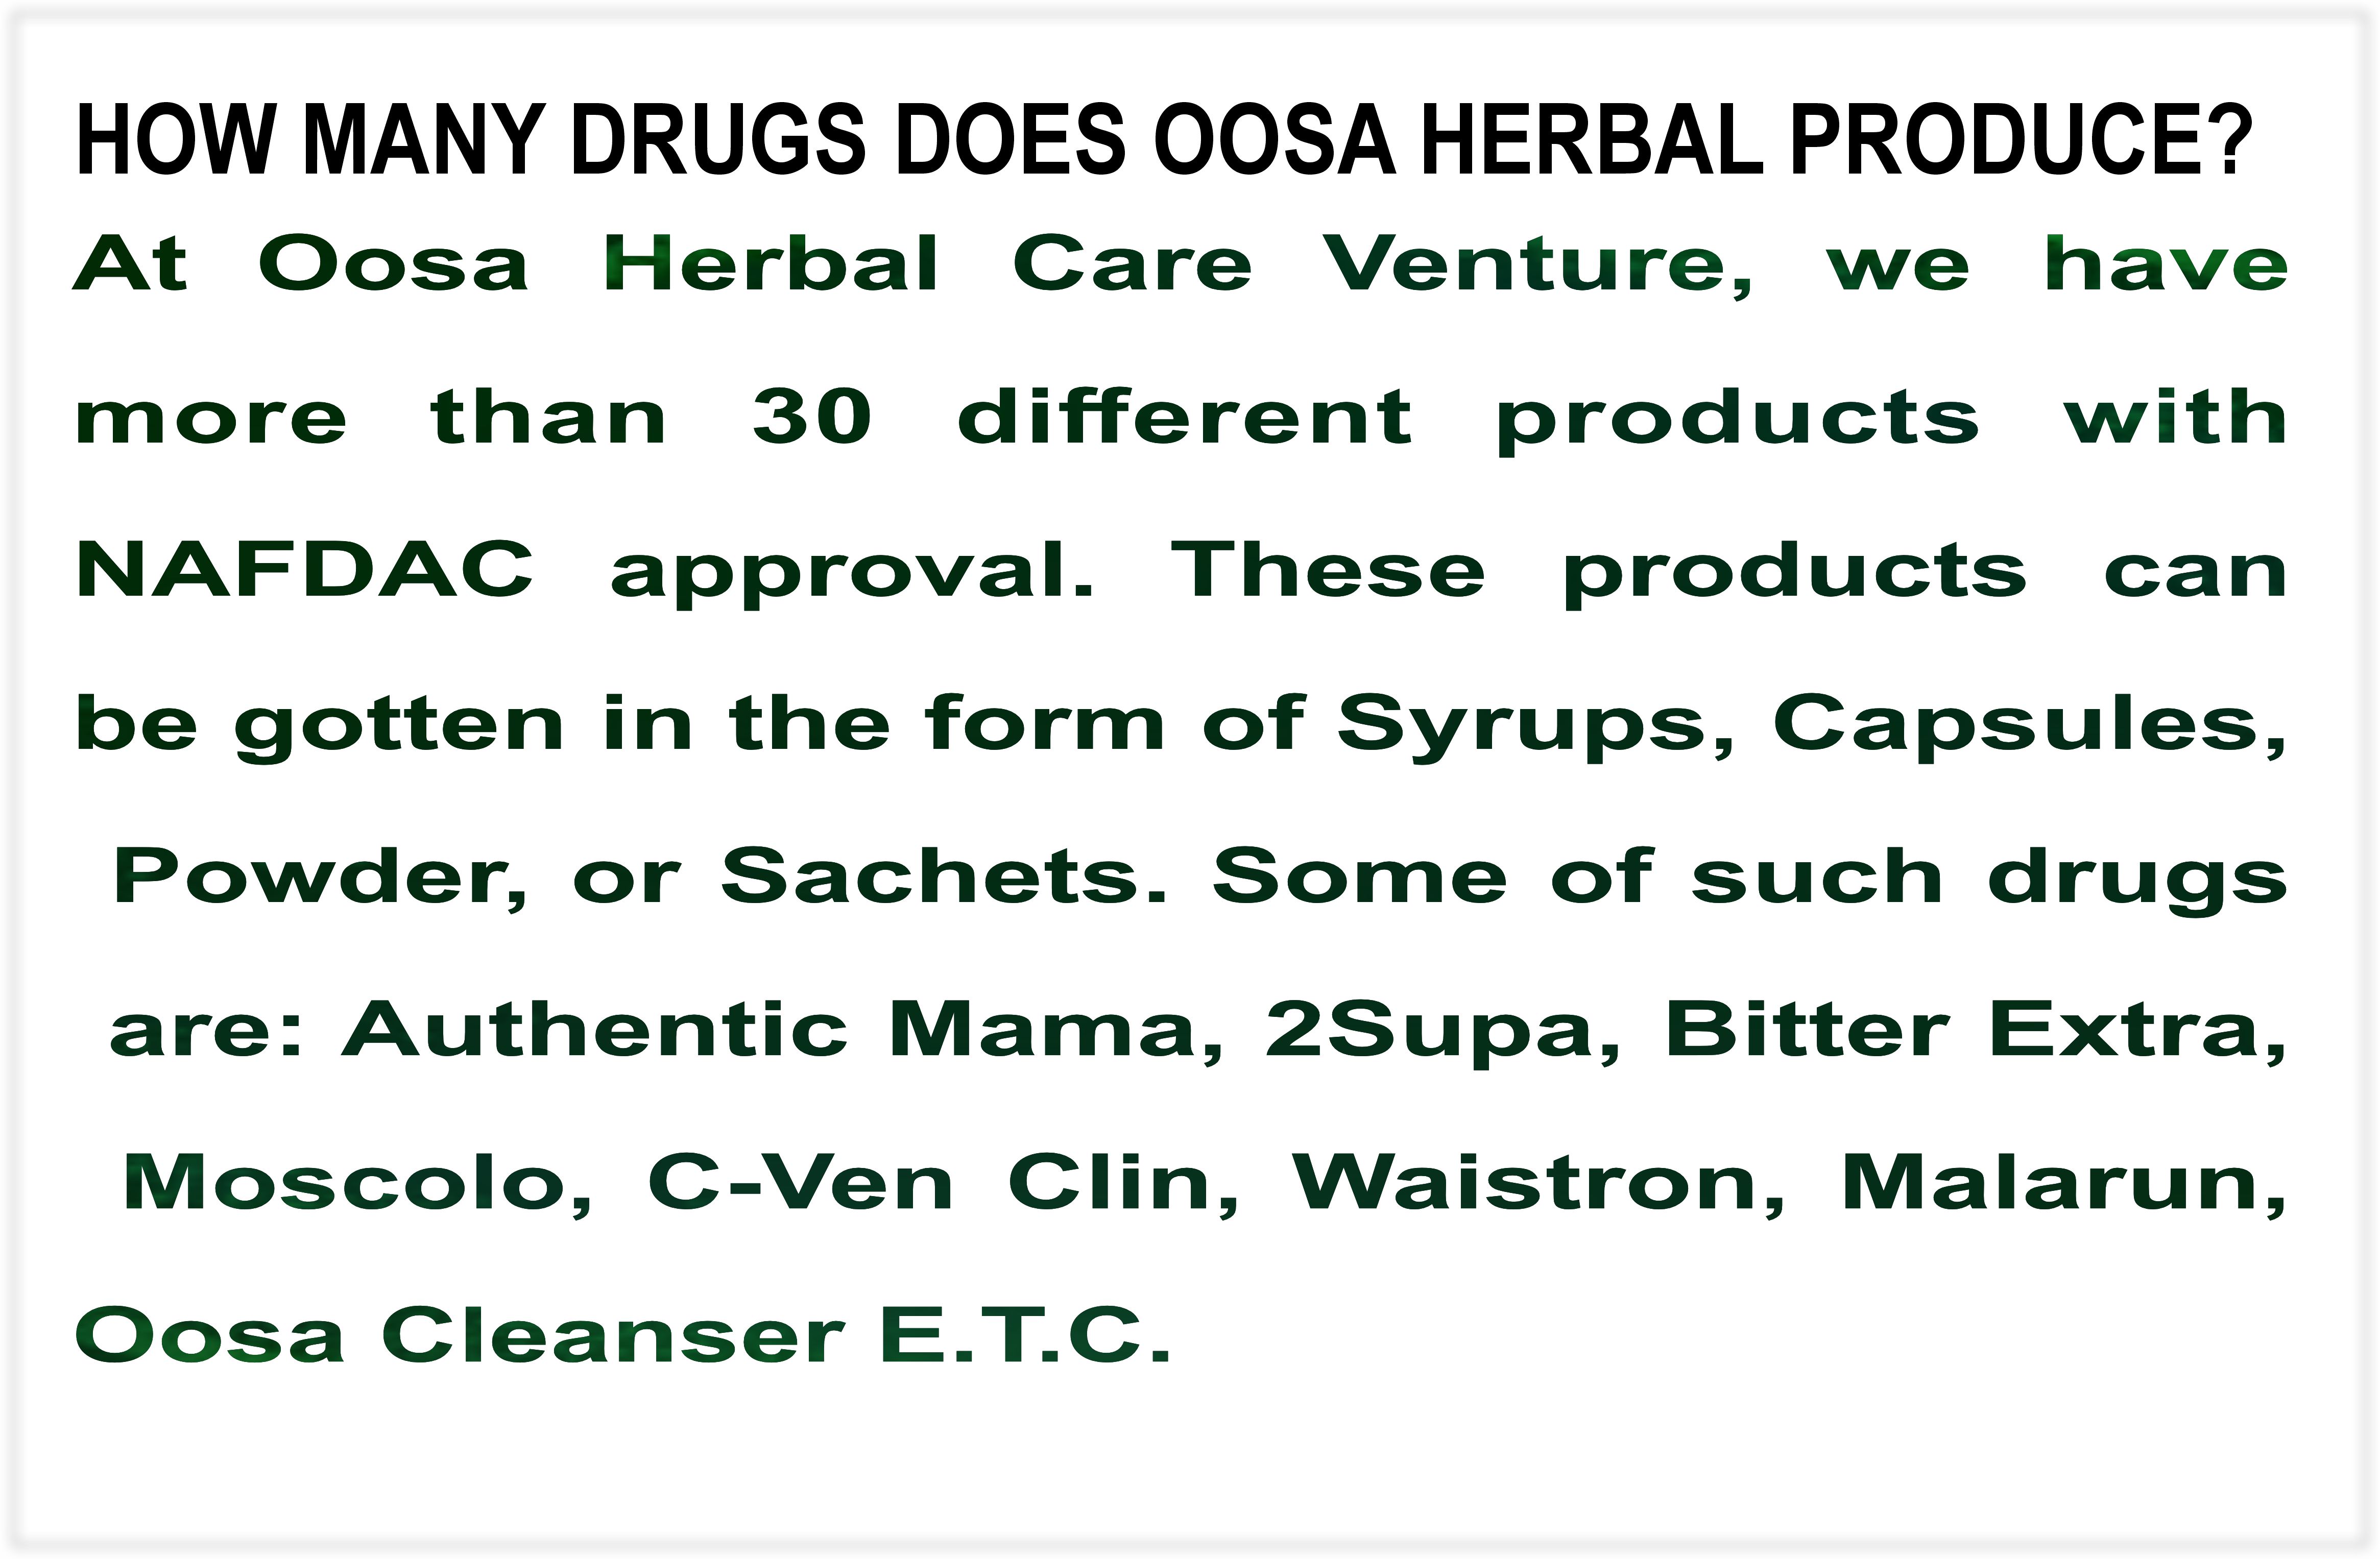 HOW MANY DRUGS DOES OOSA HERBAL PRODUCE?
At Oosa Herbal Care Venture, we have
more than 30 different products with
NAFDAC approval. These products can
be gotten in the form of Syrups, Capsules,
Powder, or Sachets. Some of such drugs
are: Authentic Mama, 2Supa, Bitter Extra,
Moscolo, C-Ven Clin, Waistron, Malarun,
Oosa Cleanser E.T.C.